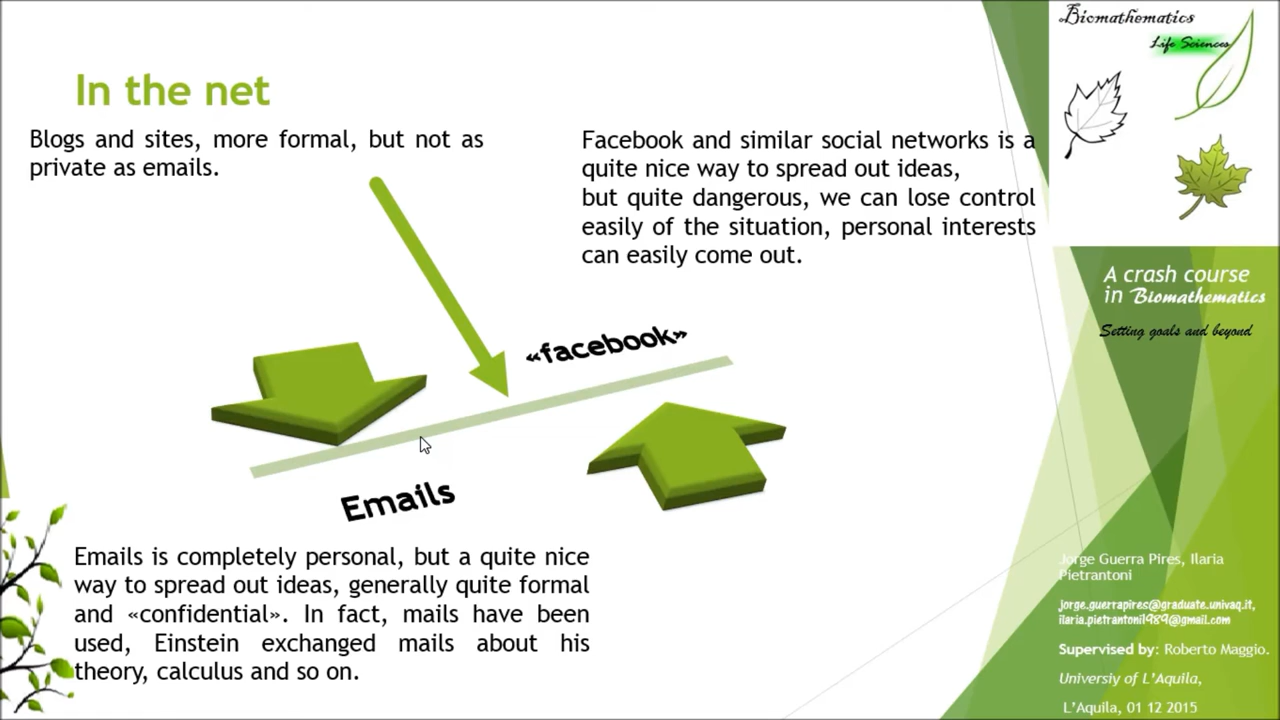 In the net
Blogs and sites, more formal, but not as
private as emails.
Facebook and similar social networks is a
quite nice way to spread out ideas,
but quite dangerous, we can lose control
easily of the situation, personal interests
can easily come out.
«facebook»
Emails
Emails is completely personal, but a quite nice
way to spread out ideas, generally quite formal
and «confidential». In fact, mails have been
used, Einstein exchanged mails about his
theory, calculus and so on.
Biomathematics
Life Sciences
A crash course
in Biomathematics
Setting goals and beyond
Jorge Guerra Pires, Ilaria
Pietrantoni
jorge.guerrapires@graduate.univaq.it,
ilaria.pietrantoni1989@gmail.com
Supervised by: Roberto Maggio.
Universiy of L'Aquila,
L'Aquila, 01 12 2015